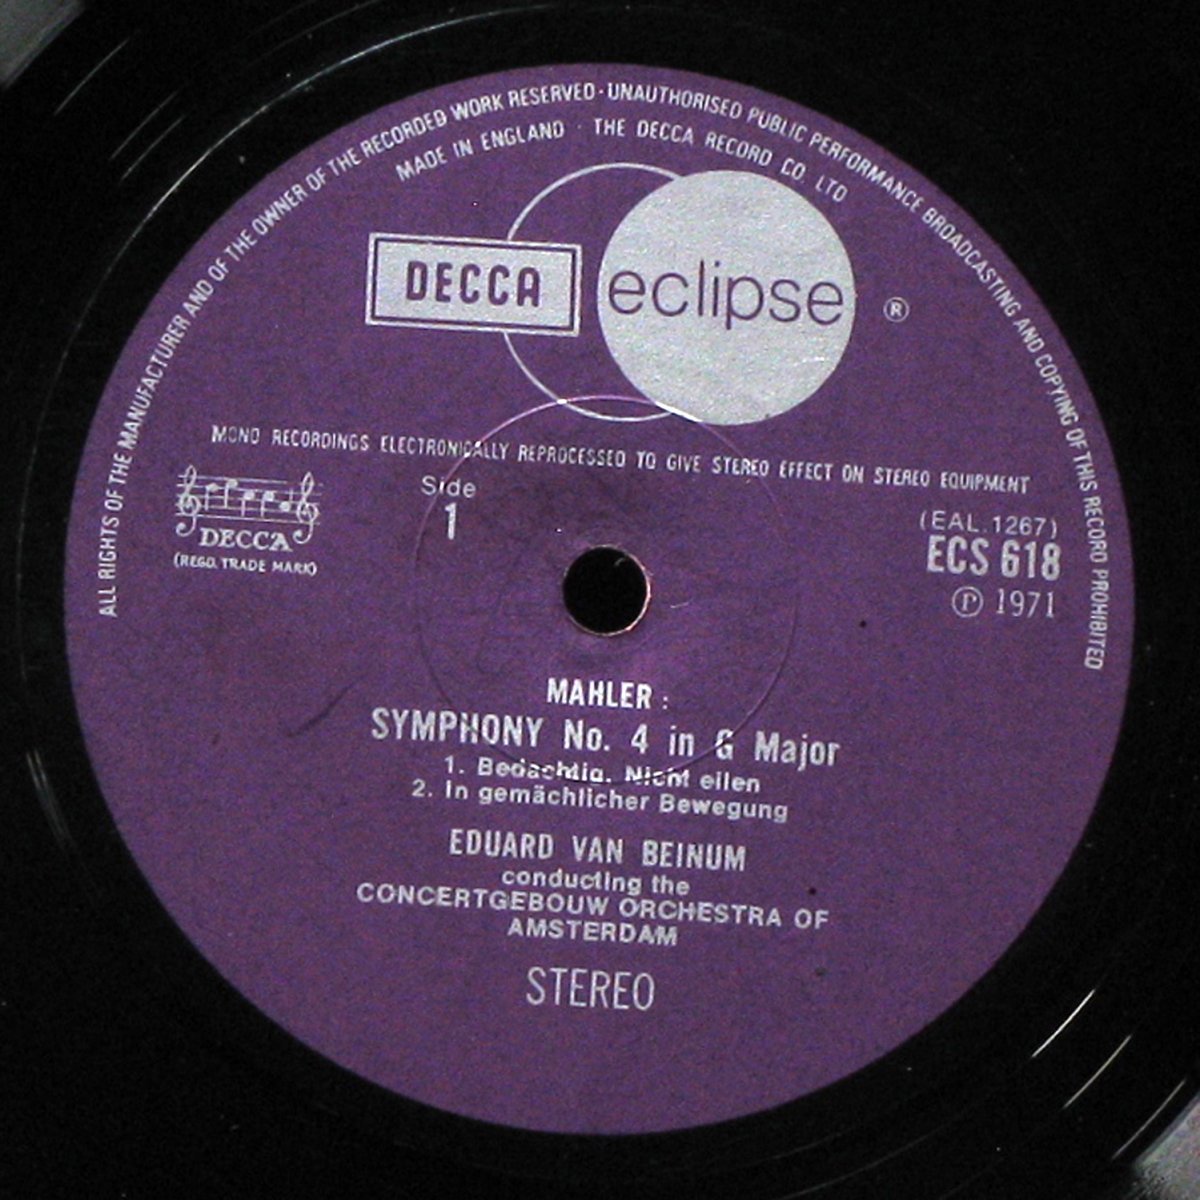 ALL RIGHTS OF THE MANUFACTURER AND OF THE OWNER OF THE RECORDED WORK RESERVED · UNAUTHORISED PUBLIC PERFORMANCE BROADCASTING AND COPYING OF THIS RECORD PROHIBITED
MADE IN ENGLAND · THE DECCA RECORD CO. LTD
DECCA eclipse ®
MONO RECORDINGS ELECTRONICALLY REPROCESSED TO GIVE STEREO EFFECT ON STEREO EQUIPMENT
DECCA
(REGD. TRADE MARK)
Side
1
(EAL.1267)
ECS 618
℗ 1971
MAHLER :
SYMPHONY No. 4 in G Major
1. Bedachtig. Nicht eilen
2. In gemächlicher Bewegung
EDUARD VAN BEINUM
conducting the
CONCERTGEBOUW ORCHESTRA OF
AMSTERDAM
STEREO